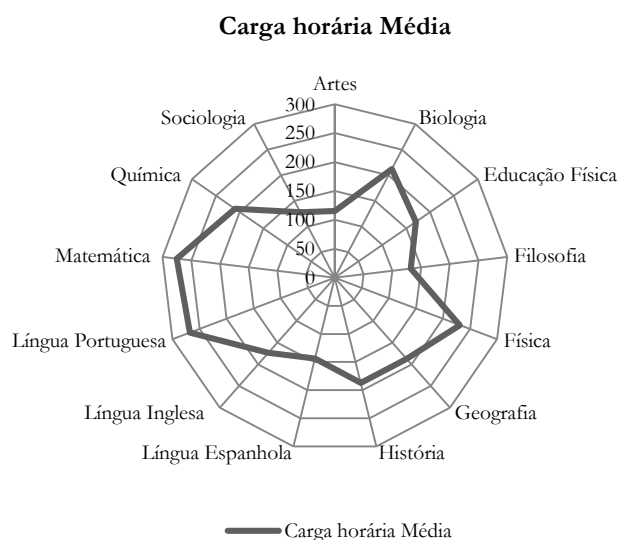 Carga horária Média
Artes
300
Sociologia
Biologia
250
Química
200
Educação Física
150
100
Matemática
50
Filosofia
0
Língua Portuguesa
Física
Língua Inglesa
Geografia
Língua Espanhola
História
Carga horária Média